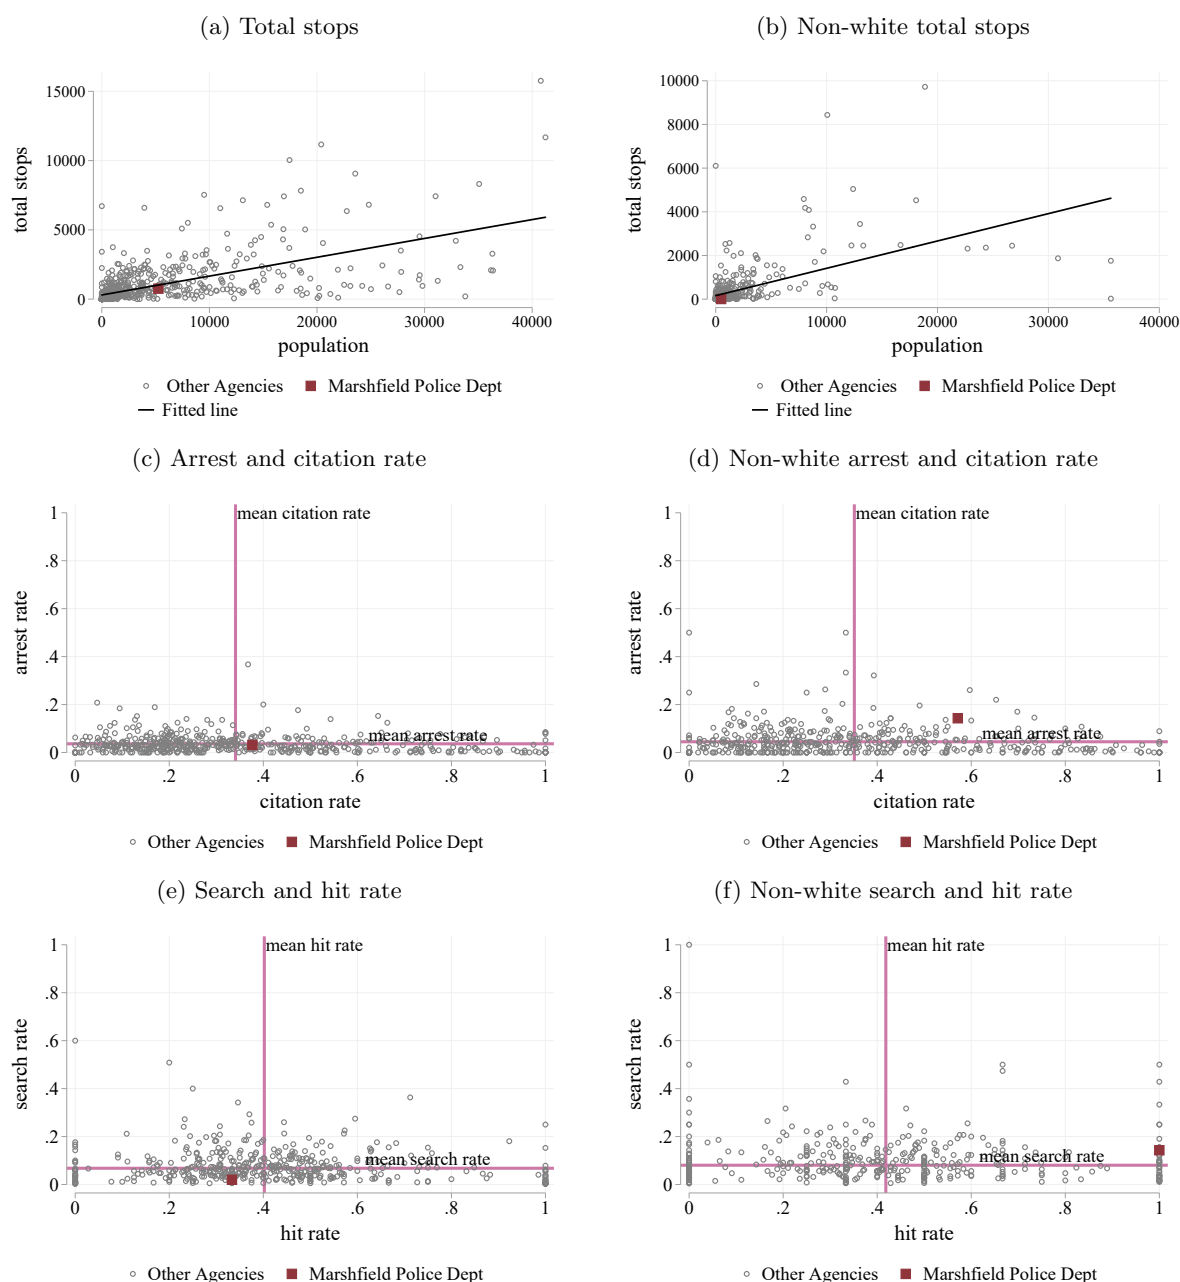 (a) Total stops
total stops
15000
10000
5000
0
0 10000 20000 30000 40000
population
Other Agencies Marshfield Police Dept
Fitted line
(b) Non-white total stops
total stops
10000
8000
6000
4000
2000
0
0 10000 20000 30000 40000
population
Other Agencies Marshfield Police Dept
Fitted line
(c) Arrest and citation rate
mean citation rate
arrest rate
1
.8
.6
.4
.2
0
mean arrest rate
0 .2 .4 .6 .8 1
citation rate
Other Agencies Marshfield Police Dept
(d) Non-white arrest and citation rate
mean citation rate
arrest rate
1
.8
.6
.4
.2
0
mean arrest rate
0 .2 .4 .6 .8 1
citation rate
Other Agencies Marshfield Police Dept
(e) Search and hit rate
mean hit rate
search rate
1
.8
.6
.4
.2
0
mean search rate
0 .2 .4 .6 .8 1
hit rate
Other Agencies Marshfield Police Dept
(f) Non-white search and hit rate
mean hit rate
search rate
1
.8
.6
.4
.2
0
mean search rate
0 .2 .4 .6 .8 1
hit rate
Other Agencies Marshfield Police Dept